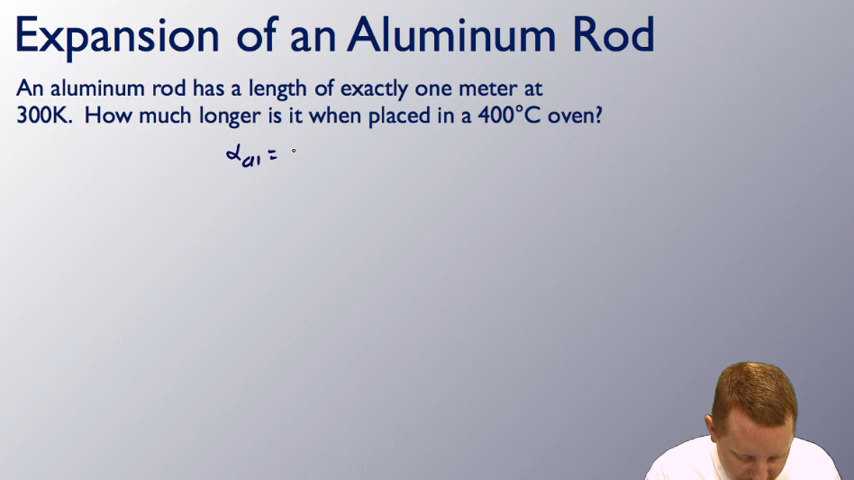 Expansion of an Aluminum Rod
An aluminum rod has a length of exactly one meter at
300K. How much longer is it when placed in a 400°C oven?
α_al =